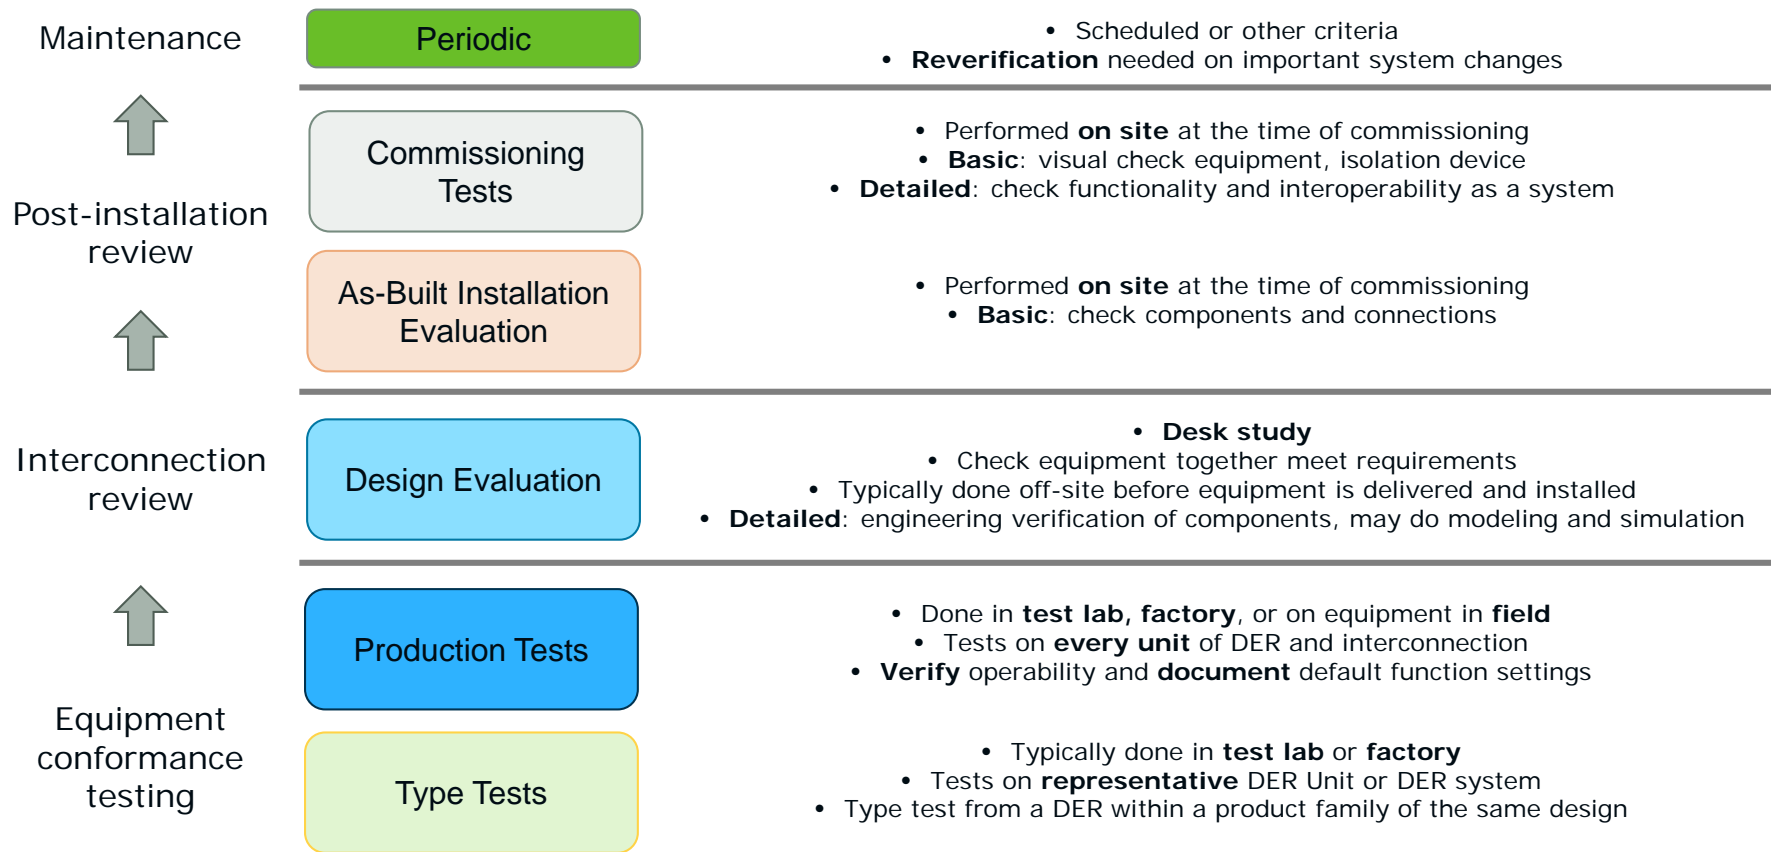 Maintenance
Periodic
• Scheduled or other criteria
• Reverification needed on important system changes
Post-installation
review
Commissioning
Tests
• Performed on site at the time of commissioning
• Basic: visual check equipment, isolation device
• Detailed: check functionality and interoperability as a system
As-Built Installation
Evaluation
• Performed on site at the time of commissioning
• Basic: check components and connections
Interconnection
review
Design Evaluation
• Desk study
• Check equipment together meet requirements
• Typically done off-site before equipment is delivered and installed
• Detailed: engineering verification of components, may do modeling and simulation
Equipment
conformance
testing
Production Tests
• Done in test lab, factory, or on equipment in field
• Tests on every unit of DER and interconnection
• Verify operability and document default function settings
Type Tests
• Typically done in test lab or factory
• Tests on representative DER Unit or DER system
• Type test from a DER within a product family of the same design